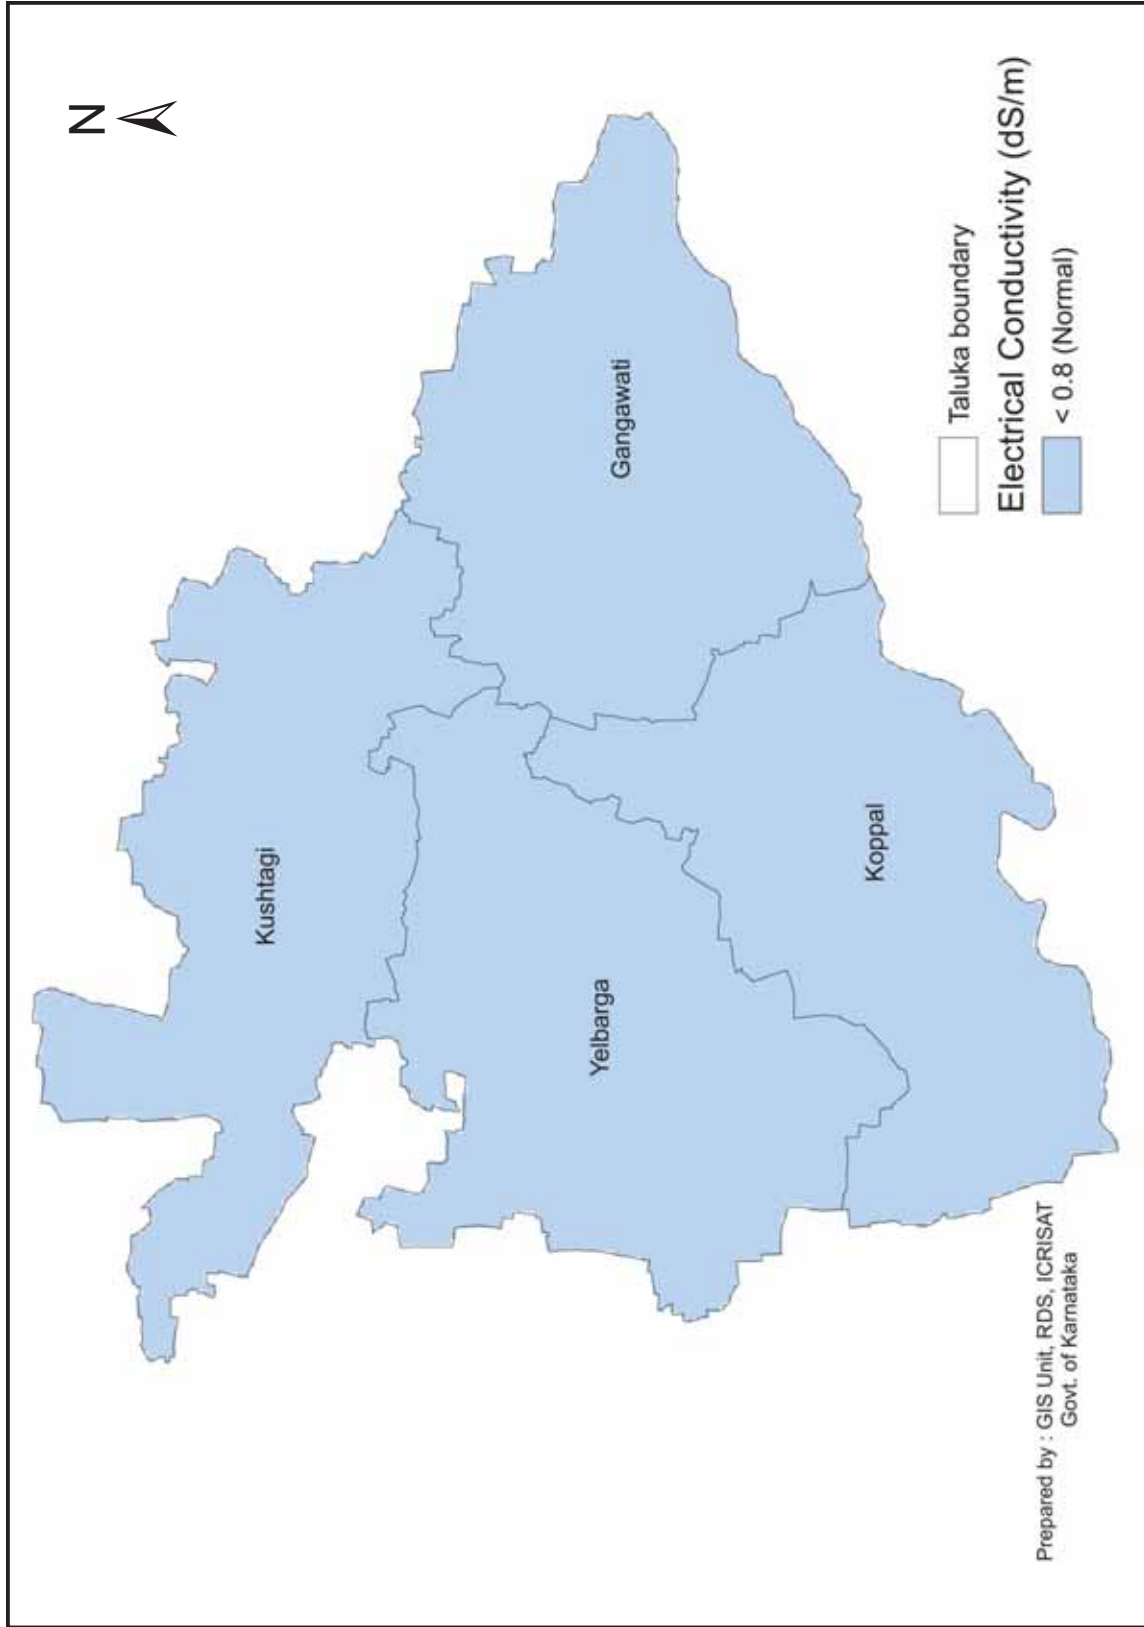 N
Kushtagi
Gangawati
Yelbarga
Koppal
Taluka boundary
Electrical Conductivity (dS/m)
< 0.8 (Normal)
Prepared by : GIS Unit, RDS, ICRISAT
Govt. of Karnataka